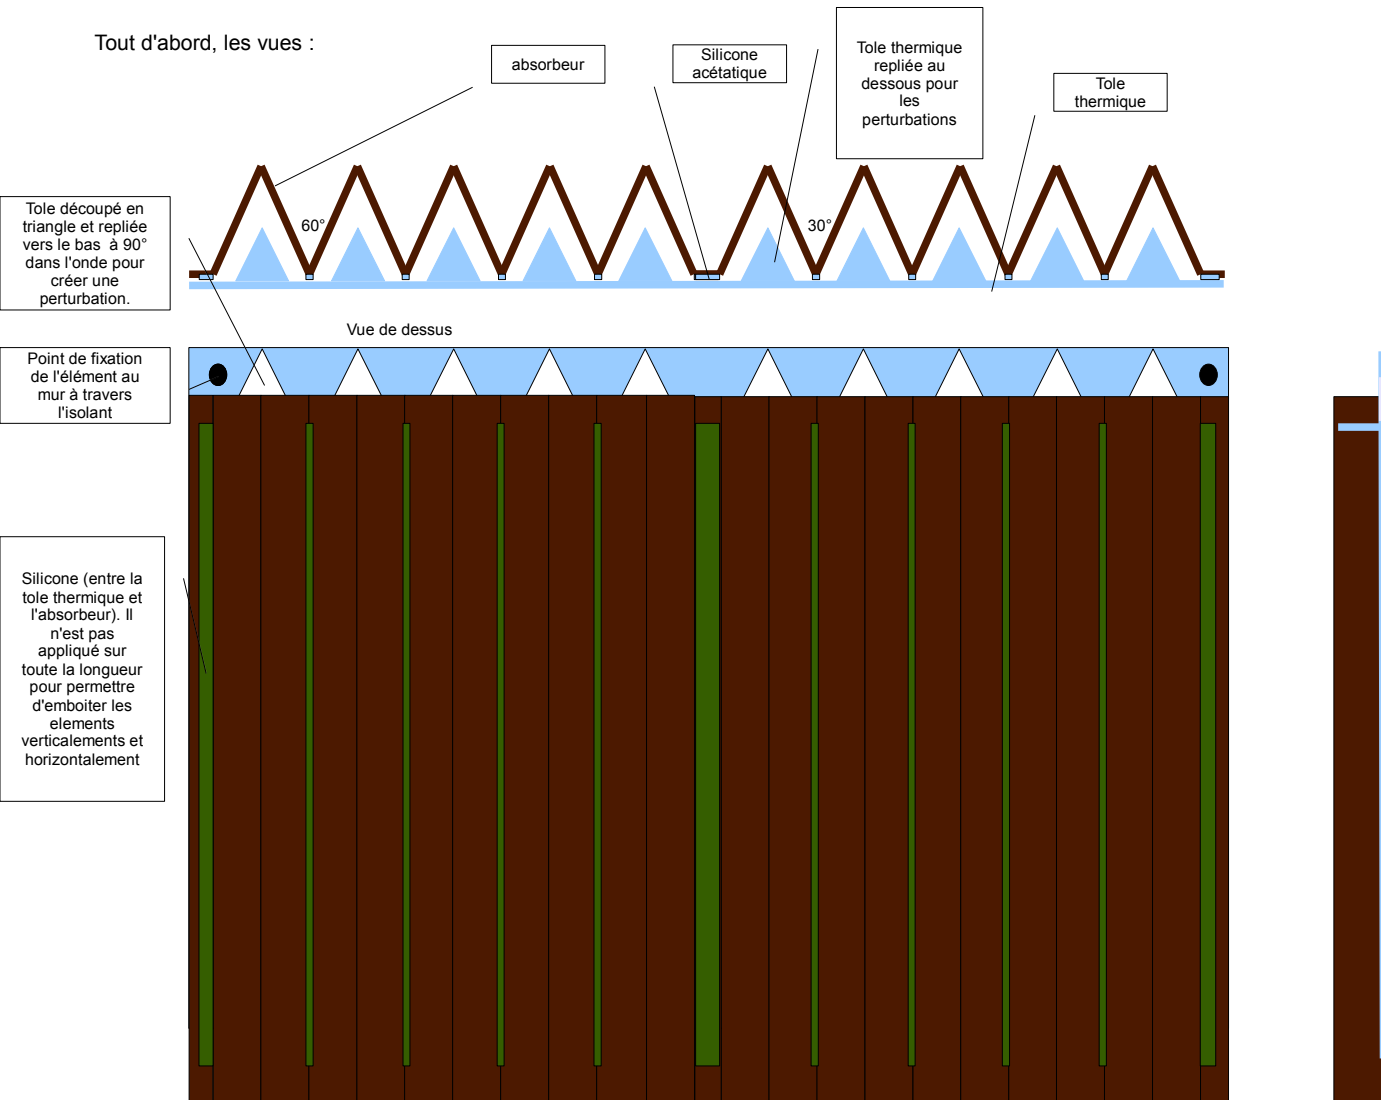 Tout d'abord, les vues :
absorbeur
Silicone
acétatique
Tole thermique
repliée au
dessous pour
les
perturbations
Tole
thermique
Tole découpé en
triangle et repliée
vers le bas à 90°
dans l'onde pour
créer une
perturbation.
60°
30°
Vue de dessus
Point de fixation
de l'élément au
mur à travers
l'isolant
Silicone (entre la
tole thermique et
l'absorbeur). Il
n'est pas
appliqué sur
toute la longueur
pour permettre
d'emboiter les
elements
verticalements et
horizontalement